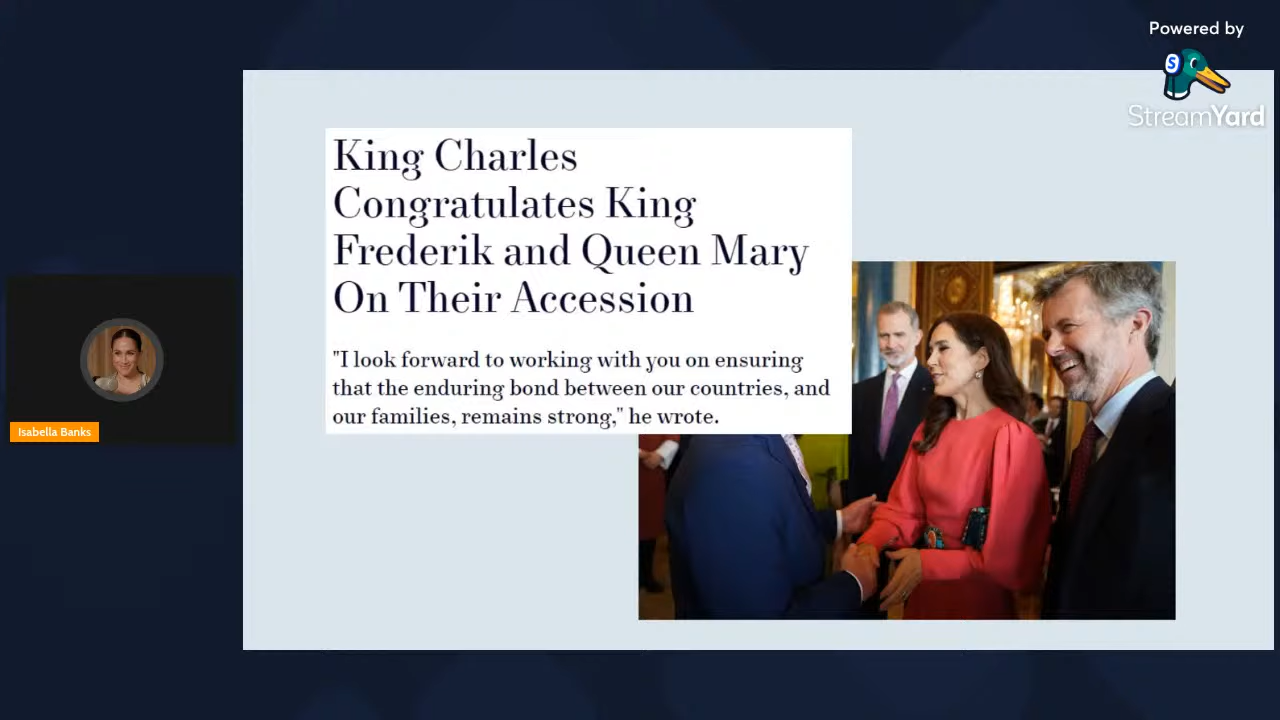 Powered by
S
StreamYard
King Charles
Congratulates King
Frederik and Queen Mary
On Their Accession
"I look forward to working with you on ensuring
that the enduring bond between our countries, and
our families, remains strong," he wrote.
Isabella Banks